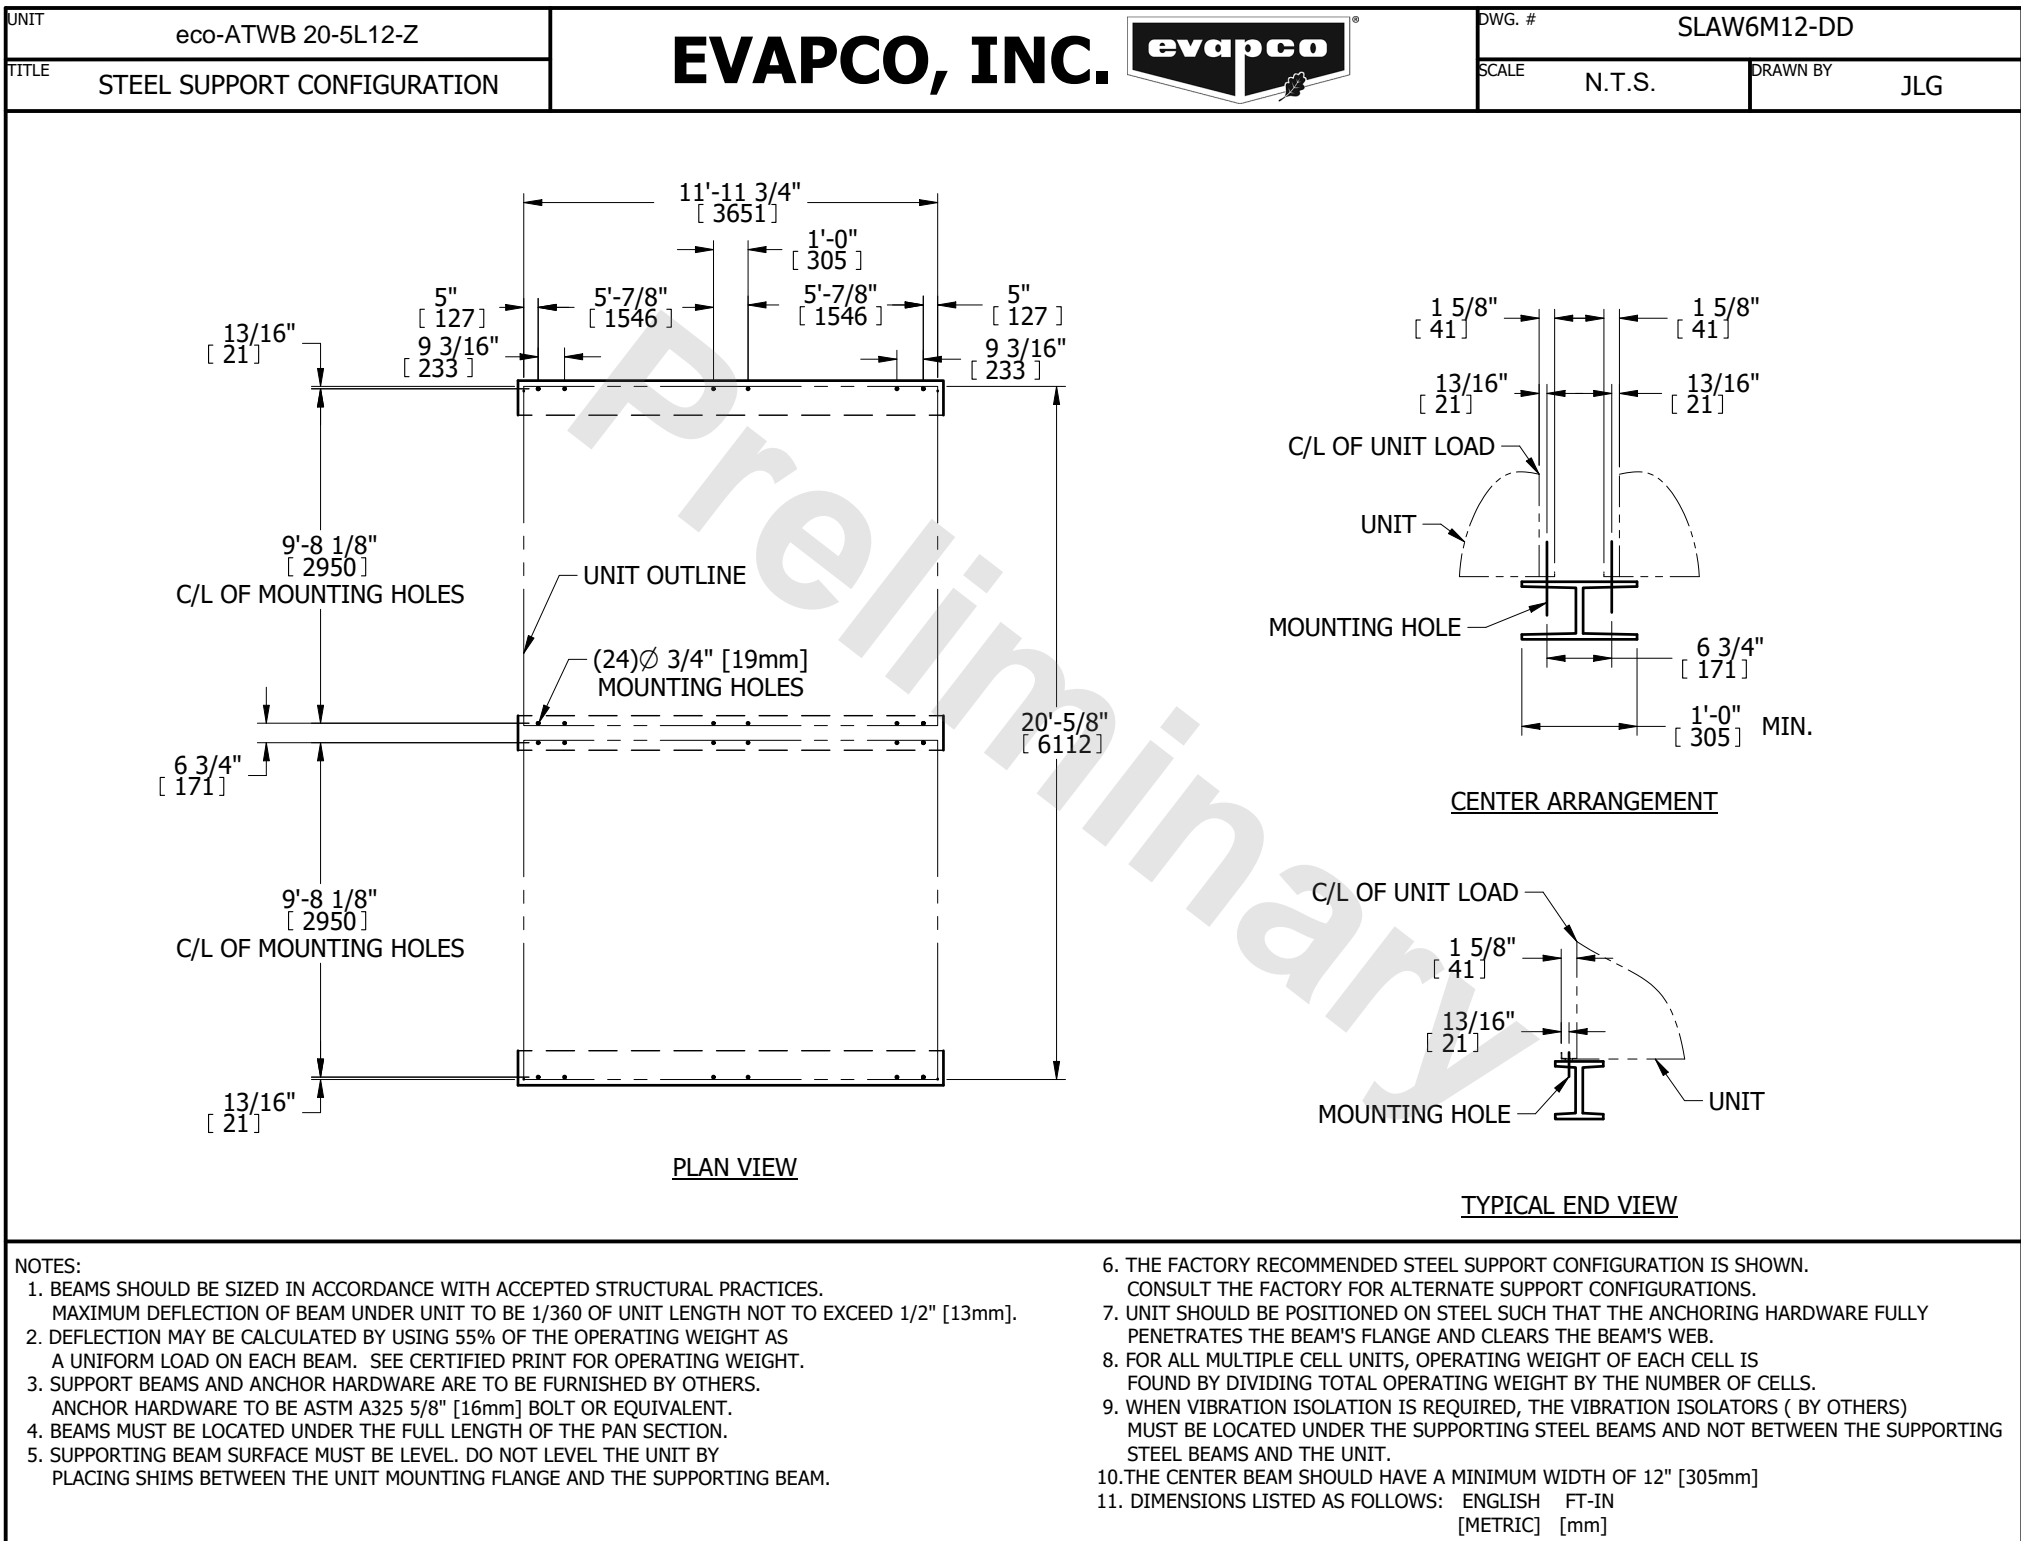 UNIT
eco-ATWB 20-5L12-Z
TITLE
STEEL SUPPORT CONFIGURATION
EVAPCO, INC.
evapco
®
DWG. #
SLAW6M12-DD
SCALE
N.T.S.
DRAWN BY
JLG
11'-11 3/4"
[ 3651]
1'-0"
[ 305 ]
5"
[ 127]
5'-7/8"
[ 1546 ]
5'-7/8"
[ 1546 ]
5"
[ 127 ]
13/16"
[ 21]
9 3/16"
[ 233 ]
9 3/16"
[ 233 ]
9'-8 1/8"
[ 2950]
C/L OF MOUNTING HOLES
UNIT OUTLINE
(24)Ø 3/4" [19mm]
MOUNTING HOLES
20'-5/8"
[ 6112]
6 3/4"
[ 171]
9'-8 1/8"
[ 2950]
C/L OF MOUNTING HOLES
13/16"
[ 21]
PLAN VIEW
1 5/8"
[ 41]
1 5/8"
[ 41]
13/16"
[ 21]
13/16"
[ 21]
C/L OF UNIT LOAD
UNIT
MOUNTING HOLE
6 3/4"
[ 171]
1'-0"
[ 305]
MIN.
CENTER ARRANGEMENT
C/L OF UNIT LOAD
1 5/8"
[ 41]
13/16"
[ 21]
MOUNTING HOLE
UNIT
TYPICAL END VIEW
Preliminary
NOTES:
1. BEAMS SHOULD BE SIZED IN ACCORDANCE WITH ACCEPTED STRUCTURAL PRACTICES.
MAXIMUM DEFLECTION OF BEAM UNDER UNIT TO BE 1/360 OF UNIT LENGTH NOT TO EXCEED 1/2" [13mm].
2. DEFLECTION MAY BE CALCULATED BY USING 55% OF THE OPERATING WEIGHT AS
A UNIFORM LOAD ON EACH BEAM. SEE CERTIFIED PRINT FOR OPERATING WEIGHT.
3. SUPPORT BEAMS AND ANCHOR HARDWARE ARE TO BE FURNISHED BY OTHERS.
ANCHOR HARDWARE TO BE ASTM A325 5/8" [16mm] BOLT OR EQUIVALENT.
4. BEAMS MUST BE LOCATED UNDER THE FULL LENGTH OF THE PAN SECTION.
5. SUPPORTING BEAM SURFACE MUST BE LEVEL. DO NOT LEVEL THE UNIT BY
PLACING SHIMS BETWEEN THE UNIT MOUNTING FLANGE AND THE SUPPORTING BEAM.
6. THE FACTORY RECOMMENDED STEEL SUPPORT CONFIGURATION IS SHOWN.
CONSULT THE FACTORY FOR ALTERNATE SUPPORT CONFIGURATIONS.
7. UNIT SHOULD BE POSITIONED ON STEEL SUCH THAT THE ANCHORING HARDWARE FULLY
PENETRATES THE BEAM'S FLANGE AND CLEARS THE BEAM'S WEB.
8. FOR ALL MULTIPLE CELL UNITS, OPERATING WEIGHT OF EACH CELL IS
FOUND BY DIVIDING TOTAL OPERATING WEIGHT BY THE NUMBER OF CELLS.
9. WHEN VIBRATION ISOLATION IS REQUIRED, THE VIBRATION ISOLATORS ( BY OTHERS)
MUST BE LOCATED UNDER THE SUPPORTING STEEL BEAMS AND NOT BETWEEN THE SUPPORTING
STEEL BEAMS AND THE UNIT.
10.THE CENTER BEAM SHOULD HAVE A MINIMUM WIDTH OF 12" [305mm]
11. DIMENSIONS LISTED AS FOLLOWS: ENGLISH FT-IN
[METRIC] [mm]